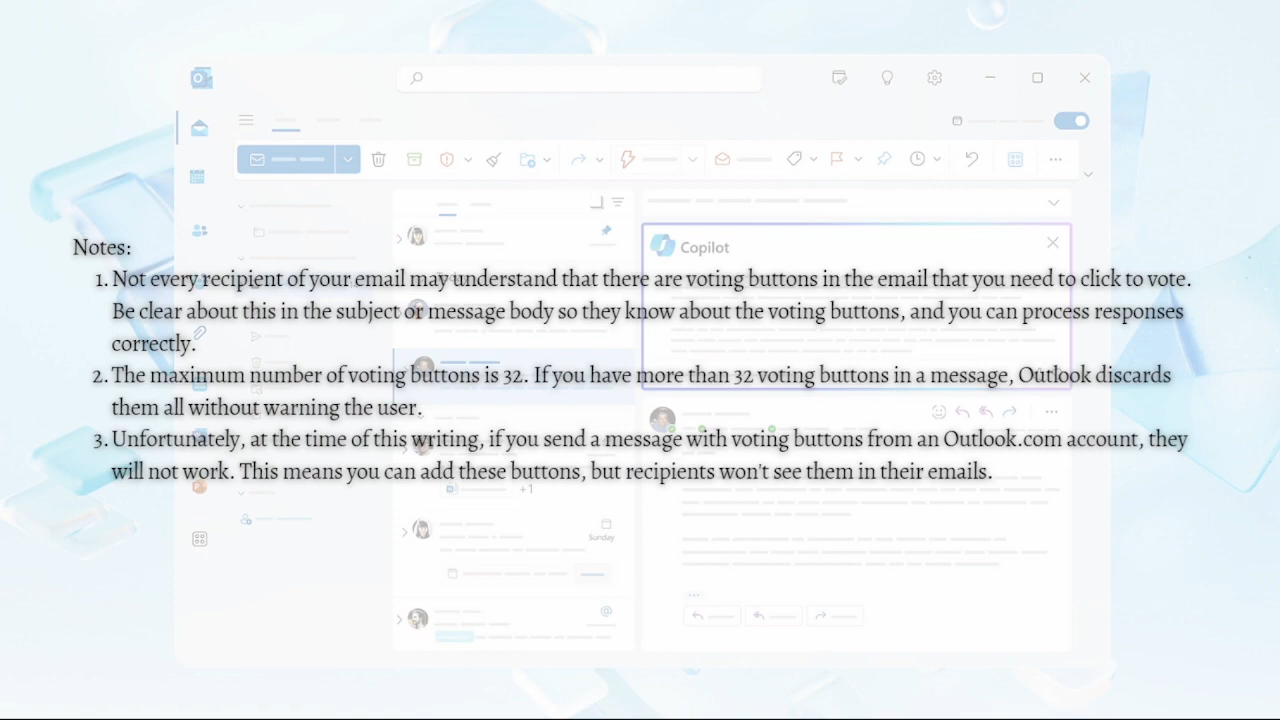 Notes:
1. Not every recipient of your email may understand that there are voting buttons in the email that you need to click to vote.
Be clear about this in the subject or message body so they know about the voting buttons, and you can process responses
correctly.
2. The maximum number of voting buttons is 32. If you have more than 32 voting buttons in a message, Outlook discards
them all without warning the user.
3. Unfortunately, at the time of this writing, if you send a message with voting buttons from an Outlook.com account, they
will not work. This means you can add these buttons, but recipients won't see them in their emails.
Copilot
+1
Sunday